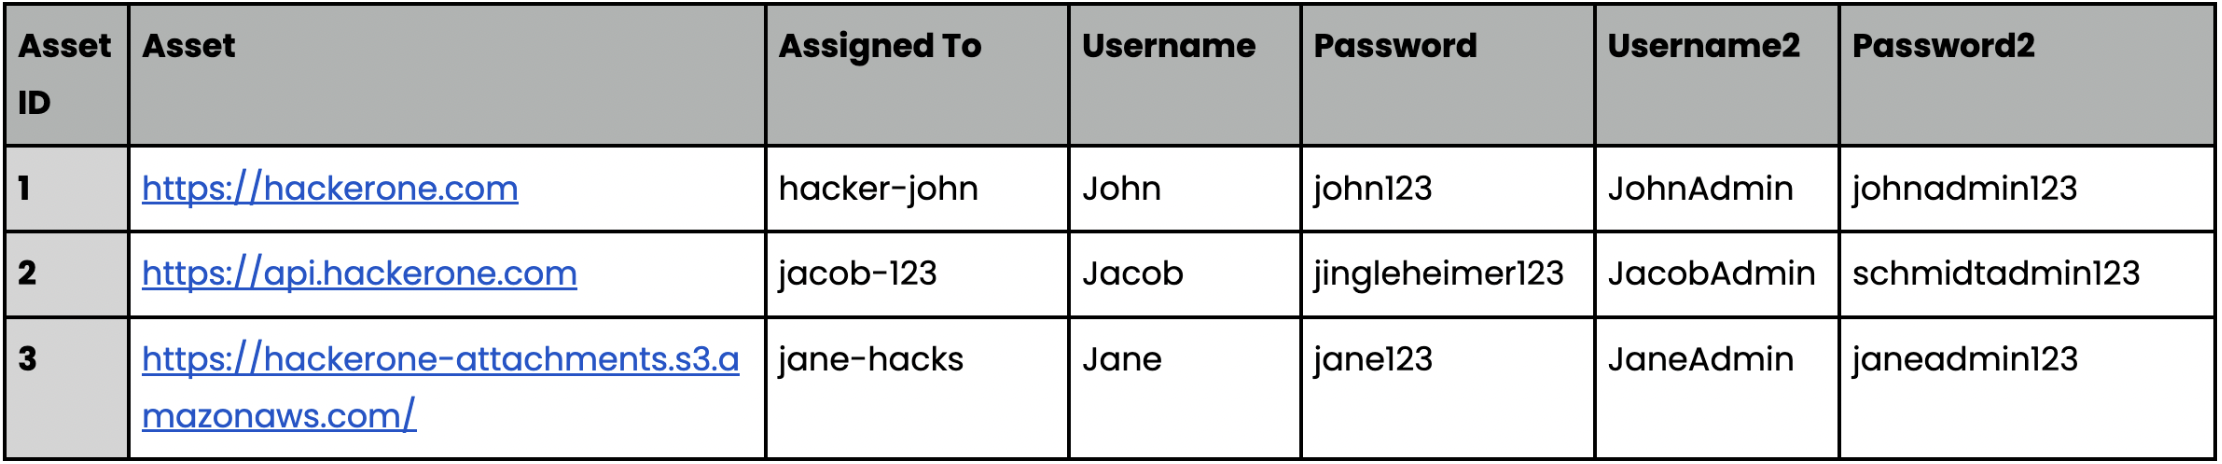 Asset Asset Assigned To Username Password Username2 Password2
ID
1 https://hackerone.com hacker-john John john123 JohnAdmin johnadmin123
2 https://api.hackerone.com jacob-123 Jacob jingleheimer123 JacobAdmin schmidtadmin123
3 https://hackerone-attachments.s3.a jane-hacks Jane jane123 JaneAdmin janeadmin123
mazonaws.com/